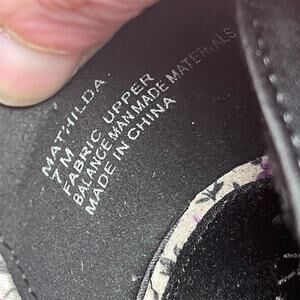 MATHILDA
7 M
FABRIC UPPER
BALANCE MAN MADE MATERIALS
MADE IN CHINA